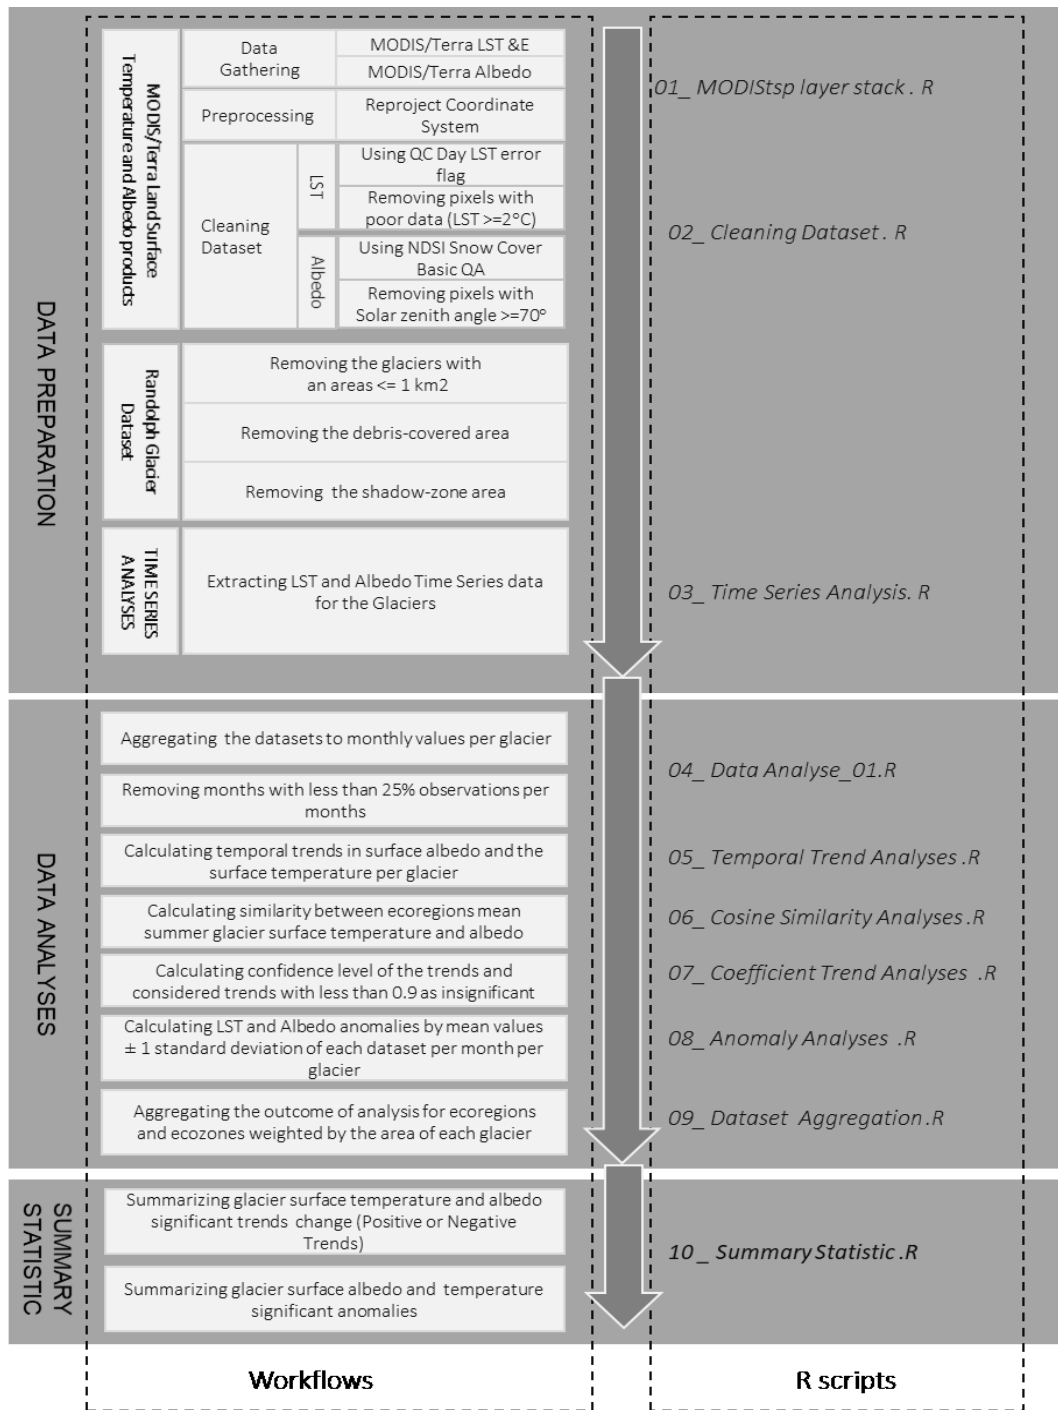 DATA PREPARATION
MODIS/Terra Land Surface
Temperature and Albedo products
Data
Gathering
MODIS/Terra LST &E
MODIS/Terra Albedo
Preprocessing
Reproject Coordinate
System
Cleaning
Dataset
LST
Using QC Day LST error
flag
Removing pixels with
poor data (LST >=2°C)
Albedo
Using NDSI Snow Cover
Basic QA
Removing pixels with
Solar zenith angle >=70°
Randolph Glacier
Dataset
Removing the glaciers with
an areas <= 1 km2
Removing the debris-covered area
Removing the shadow-zone area
TIME SERIES
ANALYSES
Extracting LST and Albedo Time Series data
for the Glaciers
01_ MODIStsp layer stack . R
02_ Cleaning Dataset . R
03_ Time Series Analysis. R
DATA ANALYSES
Aggregating the datasets to monthly values per glacier
Removing months with less than 25% observations per
months
Calculating temporal trends in surface albedo and the
surface temperature per glacier
Calculating similarity between ecoregions mean
summer glacier surface temperature and albedo
Calculating confidence level of the trends and
considered trends with less than 0.9 as insignificant
Calculating LST and Albedo anomalies by mean values
± 1 standard deviation of each dataset per month per
glacier
Aggregating the outcome of analysis for ecoregions
and ecozones weighted by the area of each glacier
04_ Data Analyse_01.R
05_ Temporal Trend Analyses .R
06_ Cosine Similarity Analyses .R
07_ Coefficient Trend Analyses .R
08_ Anomaly Analyses .R
09_ Dataset Aggregation .R
SUMMARY
STATISTIC
Summarizing glacier surface temperature and albedo
significant trends change (Positive or Negative
Trends)
Summarizing glacier surface albedo and temperature
significant anomalies
10 _ Summary Statistic .R
Workflows
R scripts